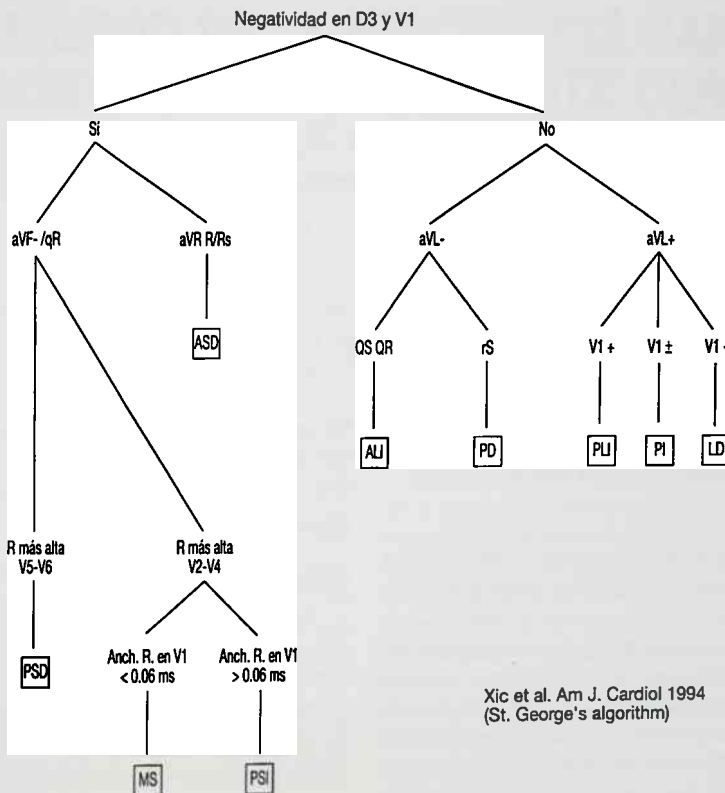 Negatividad en D3 y V1
Sí
No
aVF- /qR
aVR R/Rs
aVL-
aVL+
ASD
QS QR
rS
V1 +
V1 ±
V1 -
ALI
PD
PLI
PI
LD
R más alta
V5-V6
R más alta
V2-V4
PSD
Anch. R. en V1
< 0.06 ms
Anch. R. en V1
> 0.06 ms
MS
PSI
Xic et al. Am J. Cardiol 1994
(St. George's algorithm)